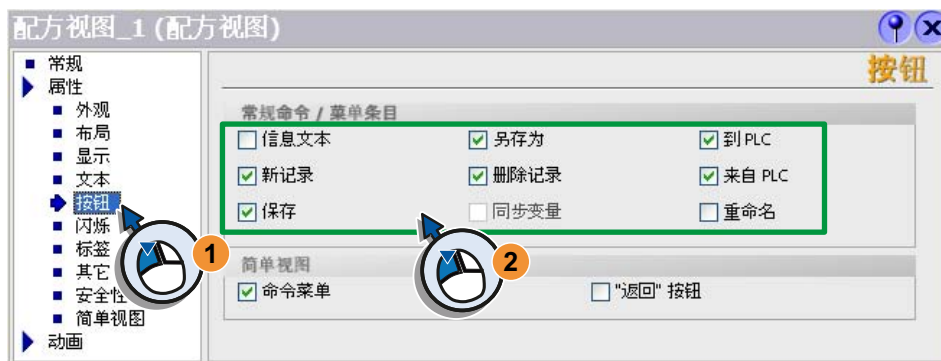 配方视图_1 (配方视图)
常规
属性
外观
布局
显示
文本
按钮
闪烁
标签
其它
安全性
简单视图
动画
按钮
常规命令 / 菜单条目
信息文本 另存为 到 PLC
新记录 删除记录 来自 PLC
保存 同步变量 重命名
1
2
简单视图
命令菜单 "返回" 按钮